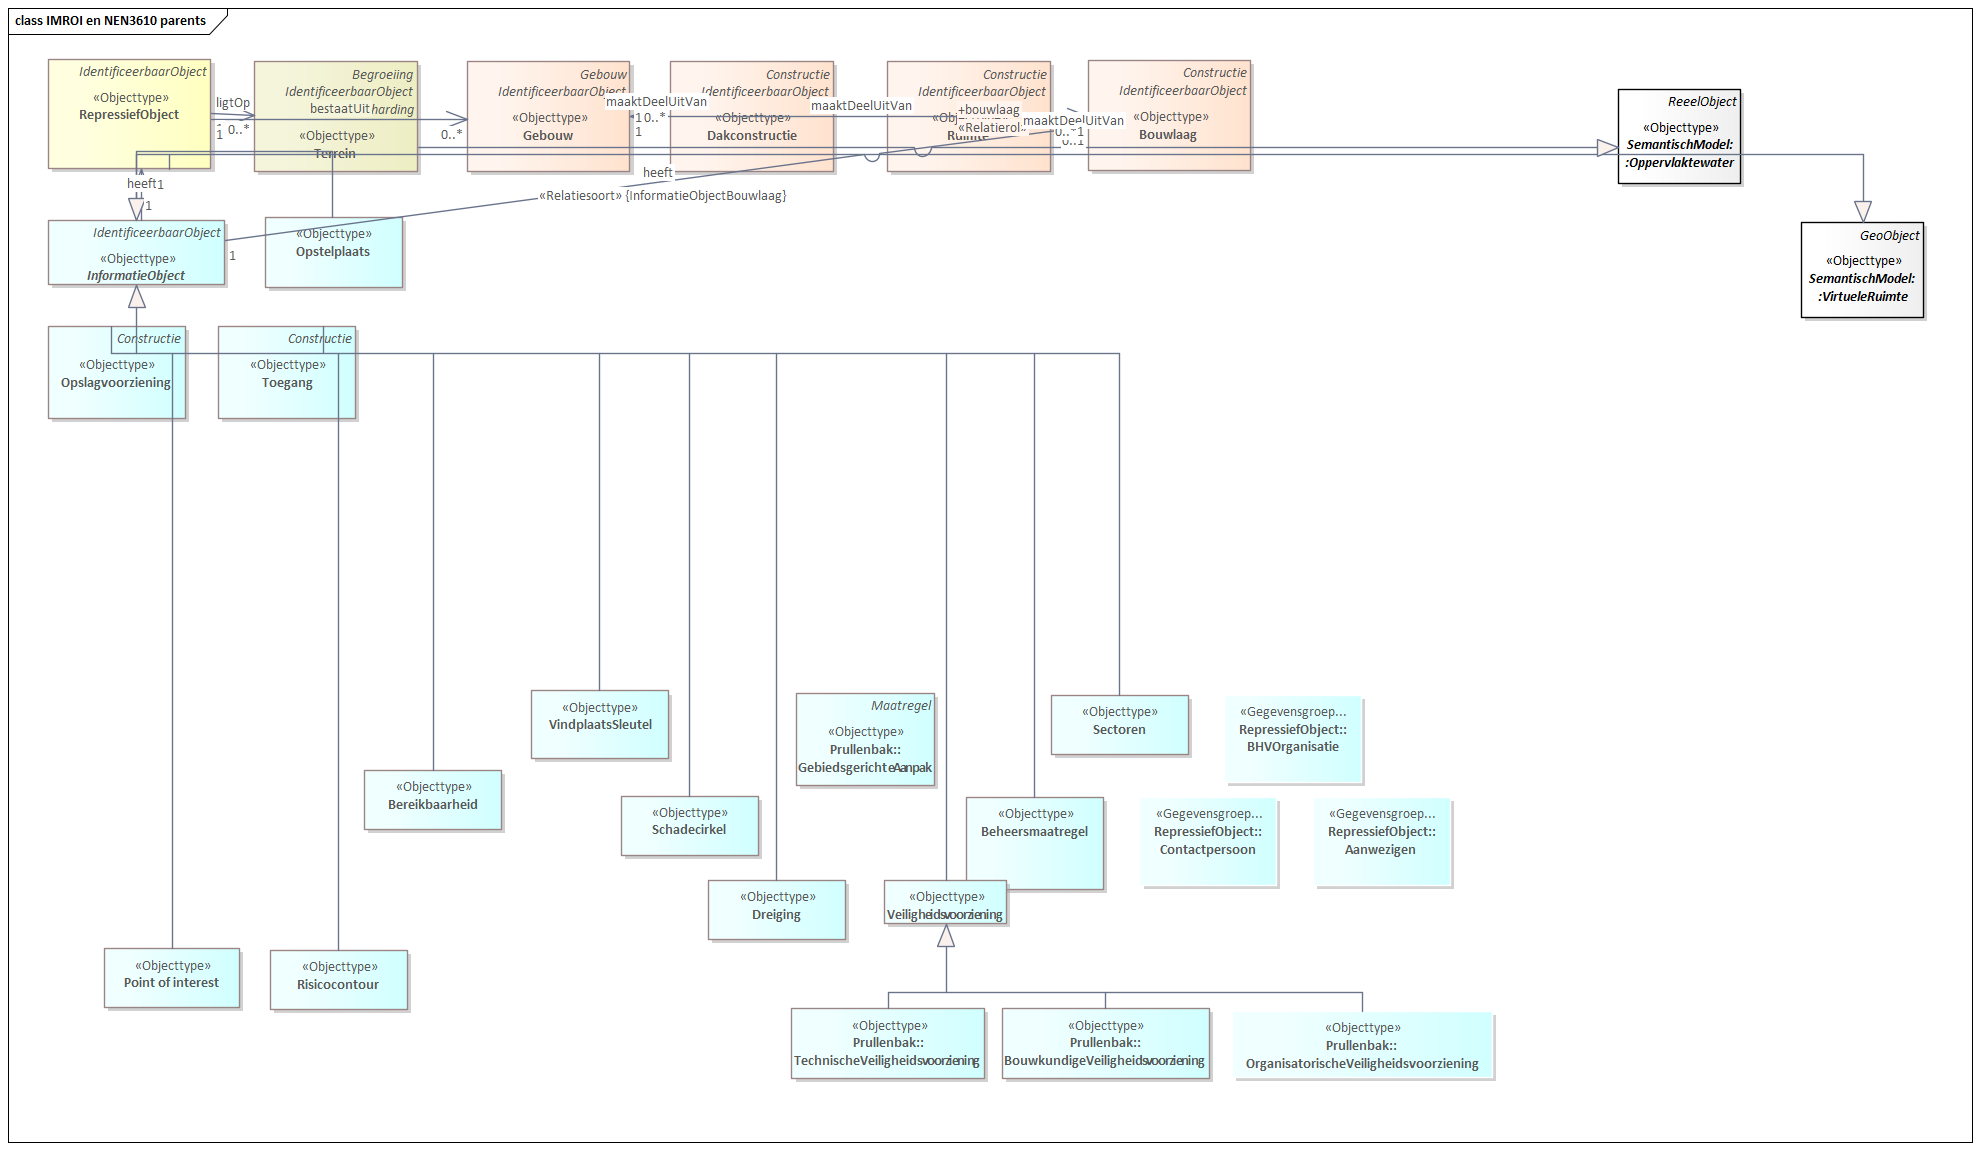 class IMROI en NEN3610 parents
IdentificeerbaarObject
«Objecttype»
RepressiefObject
ligtOp
1
0..*
Begroeiing
IdentificeerbaarObject
bestaatUit
harding
«Objecttype»
Terrein
0..*
Gebouw
IdentificeerbaarObject
«Objecttype»
Gebouw
maaktDeelUitVan
1
0..*
1
Constructie
IdentificeerbaarObject
«Objecttype»
Dakconstructie
maaktDeelUitVan
Constructie
IdentificeerbaarObject
+bouwlaag
«Relatierol»
Ruimte
maaktDeelUitVan
0..*
1
0..1
Constructie
IdentificeerbaarObject
«Objecttype»
Bouwlaag
ReeelObject
«Objecttype»
SemantischModel:
:Oppervlaktewater
GeoObject
«Objecttype»
SemantischModel:
:VirtueleRuimte
heeft
1
1
heeft
«Relatiesoort» {InformatieObjectBouwlaag}
IdentificeerbaarObject
«Objecttype»
InformatieObject
1
«Objecttype»
Opstelplaats
Constructie
«Objecttype»
Opslagvoorziening
Constructie
«Objecttype»
Toegang
«Objecttype»
VindplaatsSleutel
Maatregel
«Objecttype»
Prullenbak::
GebiedsgerichteAanpak
«Objecttype»
Sectoren
«Gegevensgroep...
RepressiefObject::
BHVOrganisatie
«Objecttype»
Bereikbaarheid
«Objecttype»
Schadecirkel
«Objecttype»
Beheersmaatregel
«Gegevensgroep...
RepressiefObject::
Contactpersoon
«Gegevensgroep...
RepressiefObject::
Aanwezigen
«Objecttype»
Dreiging
«Objecttype»
Veiligheidsvoorziening
«Objecttype»
Point of interest
«Objecttype»
Risicocontour
«Objecttype»
Prullenbak::
TechnischeVeiligheidsvoorziening
«Objecttype»
Prullenbak::
BouwkundigeVeiligheidsvoorziening
«Objecttype»
Prullenbak::
OrganisatorischeVeiligheidsvoorziening